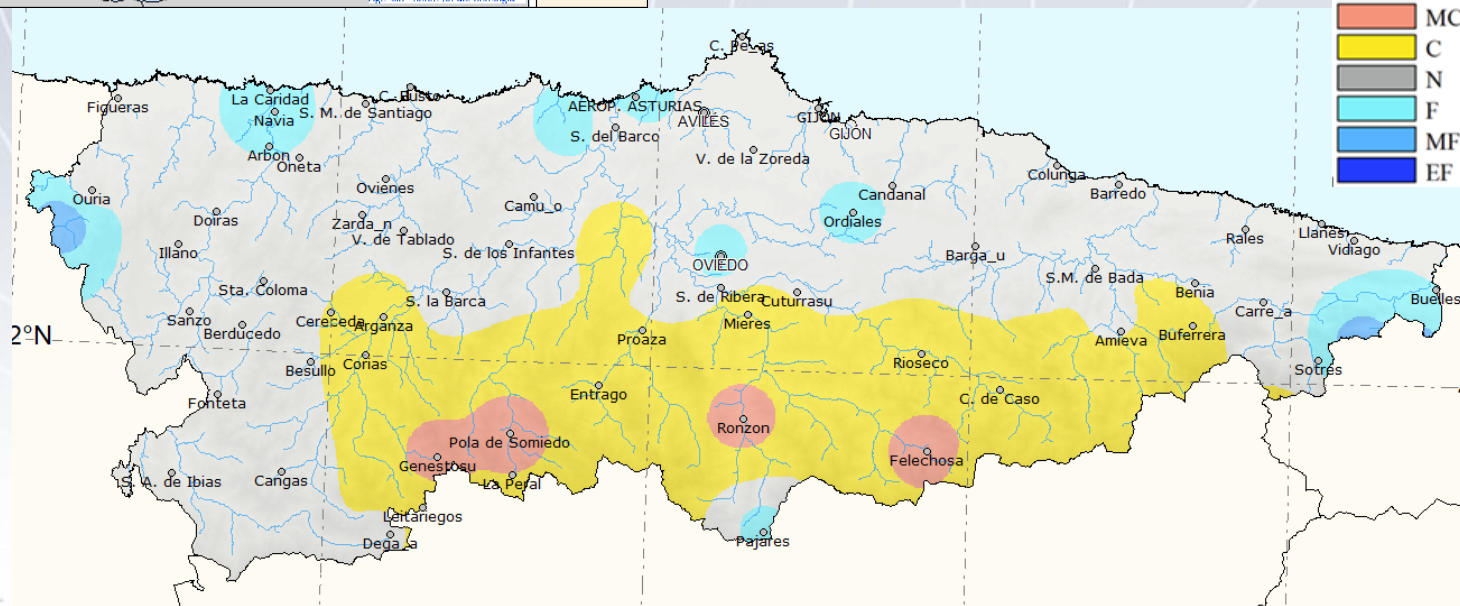 MC
C
N
F
MF
EF
C. Pe_as
Figueras
La Caridad
C. Busto
Navia
S. M. de Santiago
AEROP. ASTURIAS
AVILÉS
GIJÓN
GIJÓN
S. del Barco
Arbon
Oneta
V. de la Zoreda
Colunga
Barredo
Ovienes
Ouria
Candanal
Camu_o
Doiras
Zarda_n
Ordiales
V. de Tablado
Llanes
Rales
Vidiago
Illano
S. de los Infantes
Barga_u
OVIEDO
S.M. de Bada
Sta. Coloma
S. la Barca
S. de Ribera
Cuturrasu
Benia
Buelles
Sanzo
Cereceda
Arganza
Mieres
Carre_a
Berducedo
2°N
Proaza
Amieva
Buferrera
Besullo
Corias
Rioseco
Sotres
Fonteta
Entrago
C. de Caso
Ronzon
Pola de Somiedo
Genestosu
Felechosa
S. A. de Ibias
Cangas
La Peral
Leitariegos
Dega_a
Pajares